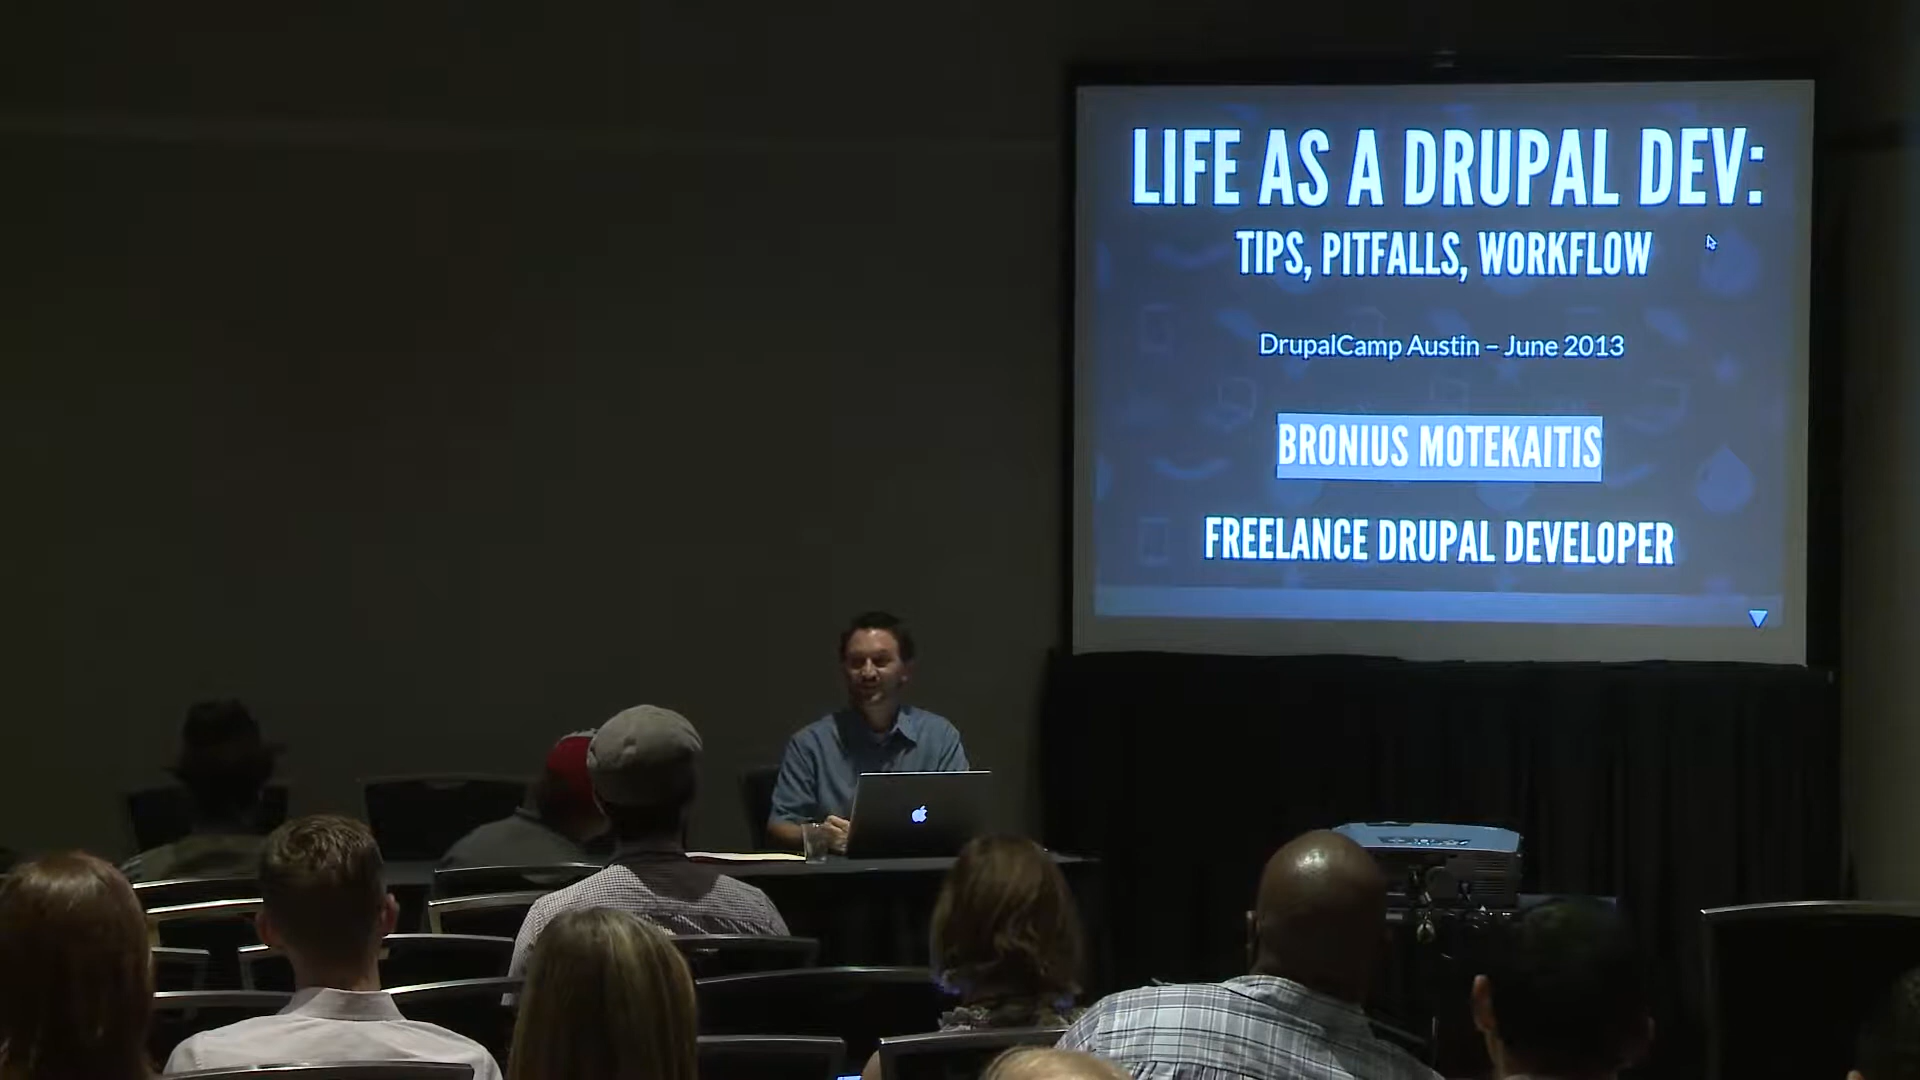 LIFE AS A DRUPAL DEV:
TIPS, PITFALLS, WORKFLOW
DrupalCamp Austin – June 2013
BRONIUS MOTEKAITIS
FREELANCE DRUPAL DEVELOPER